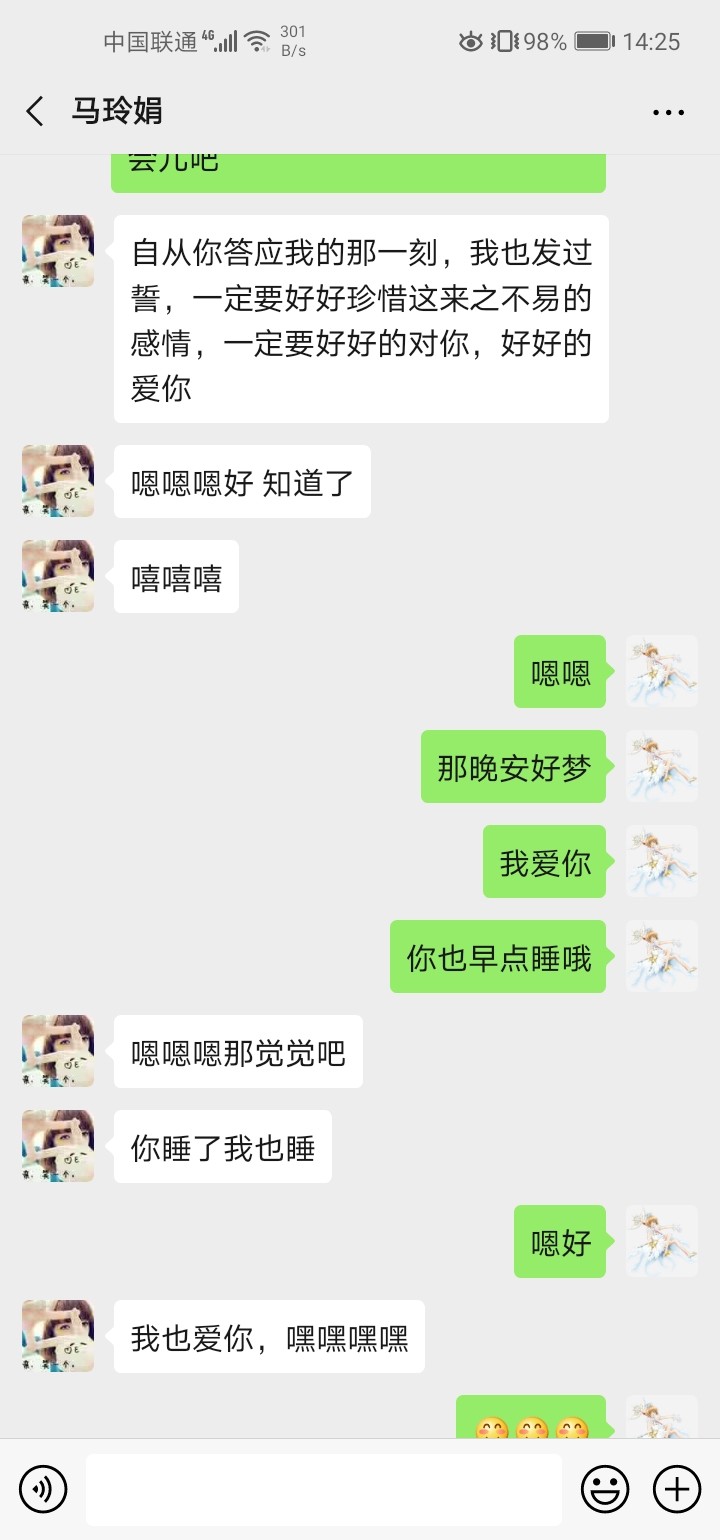 中国联通 4G 301 B/s 98% 14:25
马玲娟
会儿吧
自从你答应我的那一刻，我也发过
誓，一定要好好珍惜这来之不易的
感情，一定要好好的对你，好好的
爱你
嗯嗯嗯好 知道了
嘻嘻嘻
嗯嗯
那晚安好梦
我爱你
你也早点睡哦
嗯嗯嗯那觉觉吧
你睡了我也睡
嗯好
我也爱你，嘿嘿嘿嘿